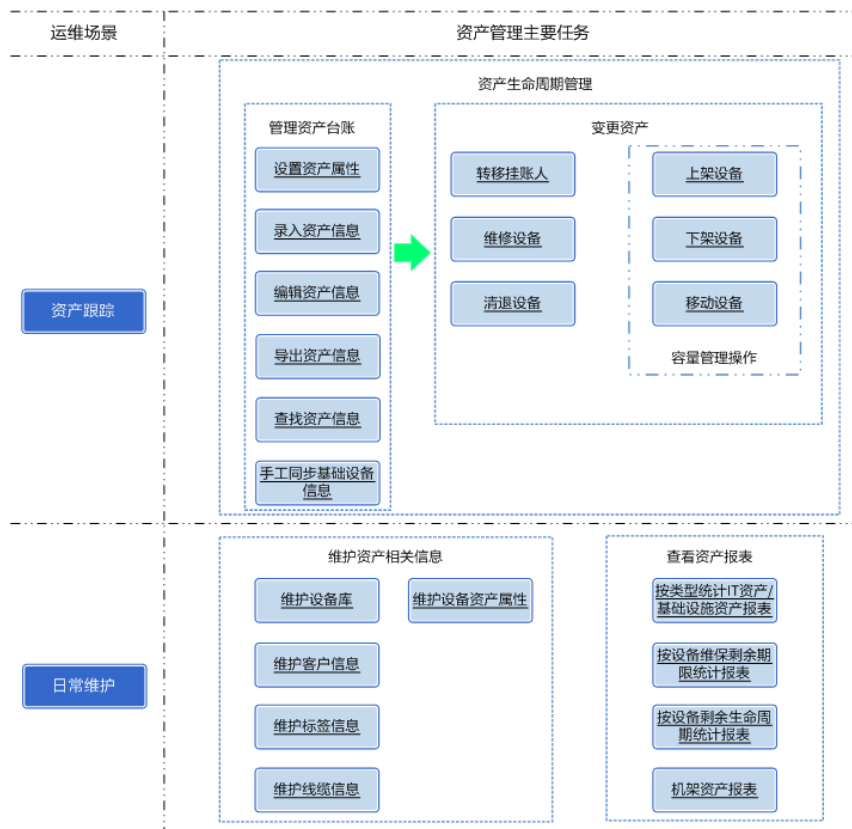 运维场景
资产管理主要任务
资产跟踪
资产生命周期管理
管理资产台账
设置资产属性
录入资产信息
编辑资产信息
导出资产信息
查找资产信息
手工同步基础设备
信息
变更资产
转移挂账人
维修设备
清退设备
上架设备
下架设备
移动设备
容量管理操作
日常维护
维护资产相关信息
维护设备库
维护设备资产属性
维护客户信息
维护标签信息
维护线缆信息
查看资产报表
按类型统计IT资产/
基础设施资产报表
按设备维保剩余期
限统计报表
按设备剩余生命周
期统计报表
机架资产报表